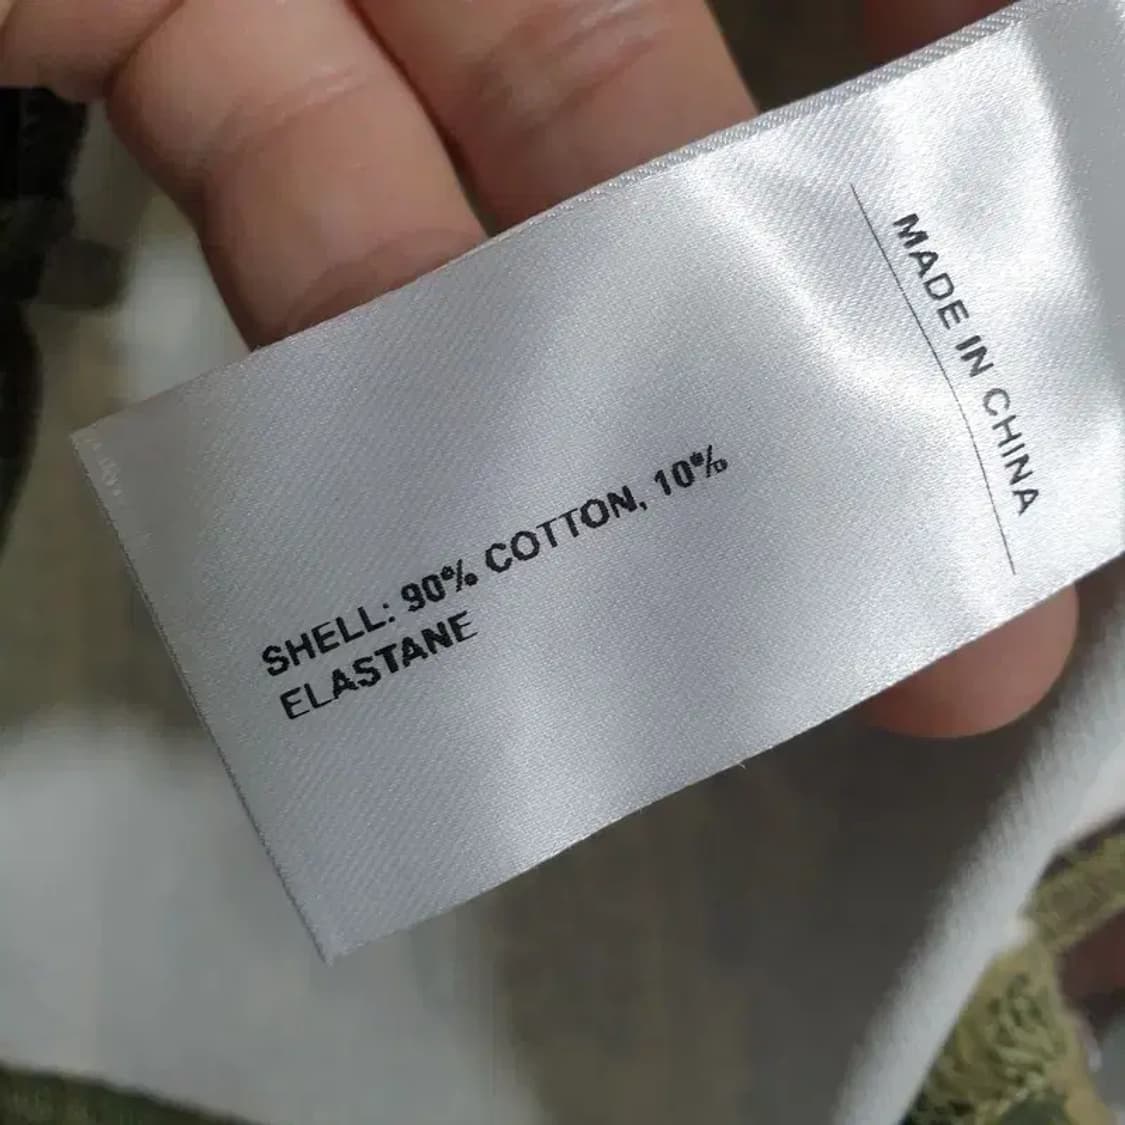 SHELL: 90% COTTON, 10%
ELASTANE
MADE IN CHINA